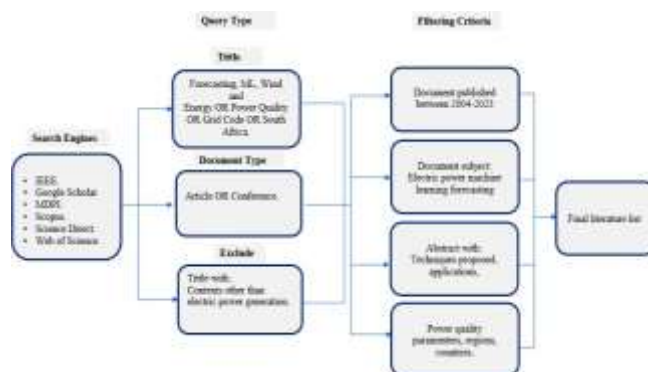 Query Type
Filtering Criteria
Tittle
Forecasting, ML, Wind
and
Energy OR Power Quality
OR Grid Code OR South
Africa.
Document published
between 2004-2023
Search Engines
IEEE
Google Scholar
MDPI
Scopus
Science Direct
Web of Science
Document Type
Article OR Conference.
Document subject:
Electric power machine
learning forecasting
Final literature list
Exclude
Tittle with:
Contexts other than
electric power generation.
Abstract with:
Techniques proposed,
applications,
Power quality
parameters, regions,